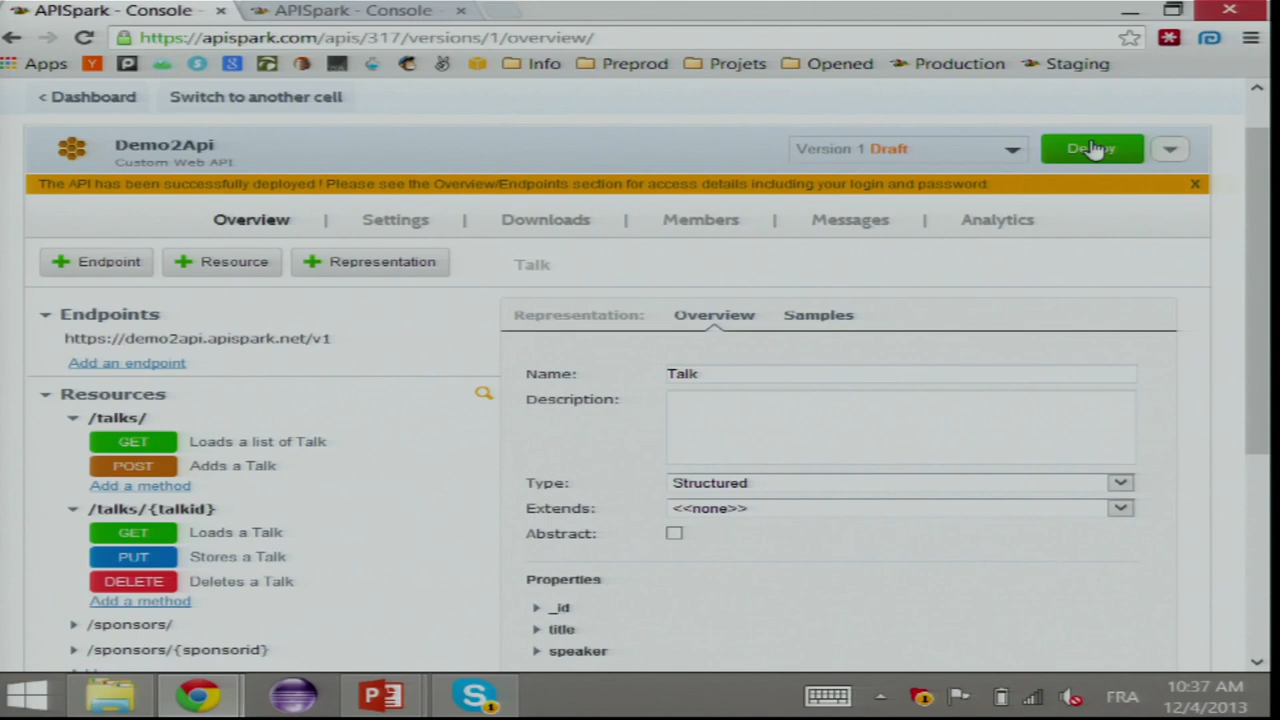 APISpark - Console × APISpark - Console ×
https://apispark.com/apis/317/versions/1/overview/
Apps Info Preprod Projets Opened Production Staging
< Dashboard Switch to another cell
Demo2Api
Custom Web API
Version 1 Draft
The API has been successfully deployed ! Please see the Overview/Endpoints section for access details including your login and password. x
Overview | Settings | Downloads | Members | Messages | Analytics
Endpoint Resource Representation Talk
Endpoints
https://demo2api.apispark.net/v1
Add an endpoint
Resources
/talks/
GET Loads a list of Talk
POST Adds a Talk
Add a method
/talks/{talkid}
GET Loads a Talk
PUT Stores a Talk
DELETE Deletes a Talk
Add a method
/sponsors/
/sponsors/{sponsorid}
Representation: Overview Samples
Name: Talk
Description:
Type: Structured
Extends: <<none>>
Abstract:
Properties
_id
title
speaker
FRA
10:37 AM
12/4/2013